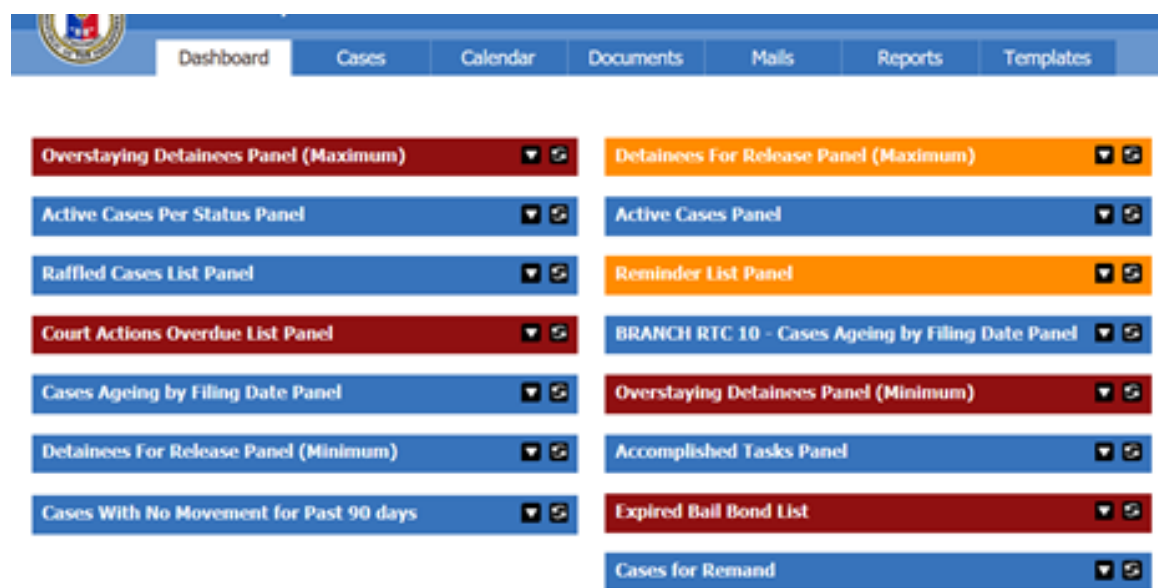 Dashboard
Cases
Calendar
Documents
Mails
Reports
Templates
Overstaying Detainees Panel (Maximum)
Active Cases Per Status Panel
Raffled Cases List Panel
Court Actions Overdue List Panel
Cases Ageing by Filing Date Panel
Detainees For Release Panel (Minimum)
Cases With No Movement for Past 90 days
Detainees For Release Panel (Maximum)
Active Cases Panel
Reminder List Panel
BRANCH RTC 10 - Cases Ageing by Filing Date Panel
Overstaying Detainees Panel (Minimum)
Accomplished Tasks Panel
Expired Bail Bond List
Cases for Remand